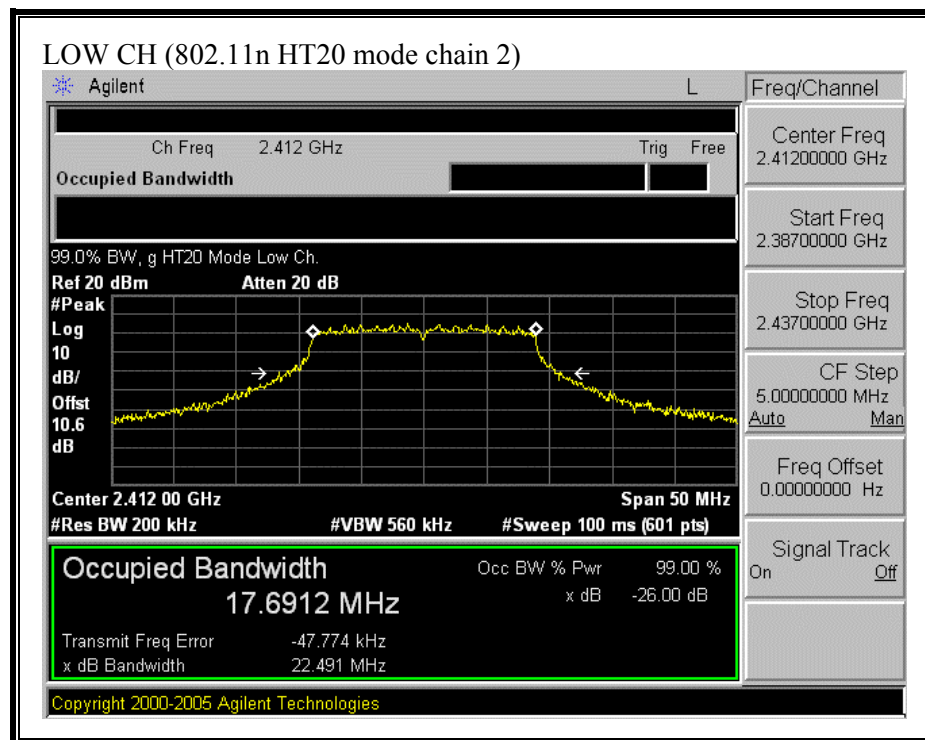 LOW CH (802.11n HT20 mode chain 2)
Agilent L Freq/Channel
Ch Freq 2.412 GHz Trig Free
Occupied Bandwidth
Center Freq
2.41200000 GHz
Start Freq
2.38700000 GHz
Stop Freq
2.43700000 GHz
CF Step
5.00000000 MHz
Auto Man
Freq Offset
0.00000000 Hz
Signal Track
On Off
99.0% BW, g HT20 Mode Low Ch.
Ref 20 dBm Atten 20 dB
#Peak
Log
10
dB/
Offst
10.6
dB
Center 2.412 00 GHz Span 50 MHz
#Res BW 200 kHz #VBW 560 kHz #Sweep 100 ms (601 pts)
Occupied Bandwidth Occ BW % Pwr 99.00 %
17.6912 MHz x dB -26.00 dB
Transmit Freq Error -47.774 kHz
x dB Bandwidth 22.491 MHz
Copyright 2000-2005 Agilent Technologies